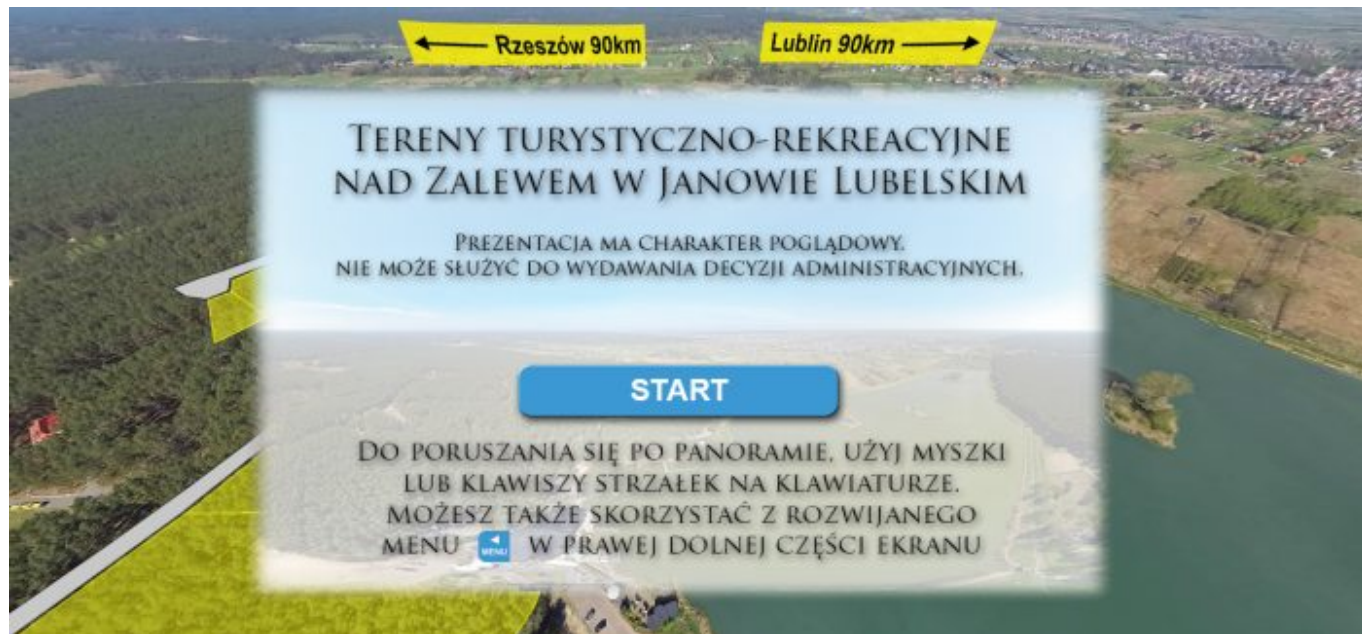 Rzeszów 90km
Lublin 90km
TERENY TURYSTYCZNO-REKREACYJNE
NAD ZALEWEM W JANOWIE LUBELSKIM
PREZENTACJA MA CHARAKTER POGLĄDOWY.
NIE MOŻE SŁUŻYĆ DO WYDAWANIA DECYZJI ADMINISTRACYJNYCH.
START
DO PORUSZANIA SIĘ PO PANORAMIE, UŻYJ MYSZKI
LUB KLAWISZY STRZAŁEK NA KLAWIATURZE.
MOŻESZ TAKŻE SKORZYSTAĆ Z ROZWIJANEGO
MENU MENU W PRAWEJ DOLNEJ CZĘŚCI EKRANU